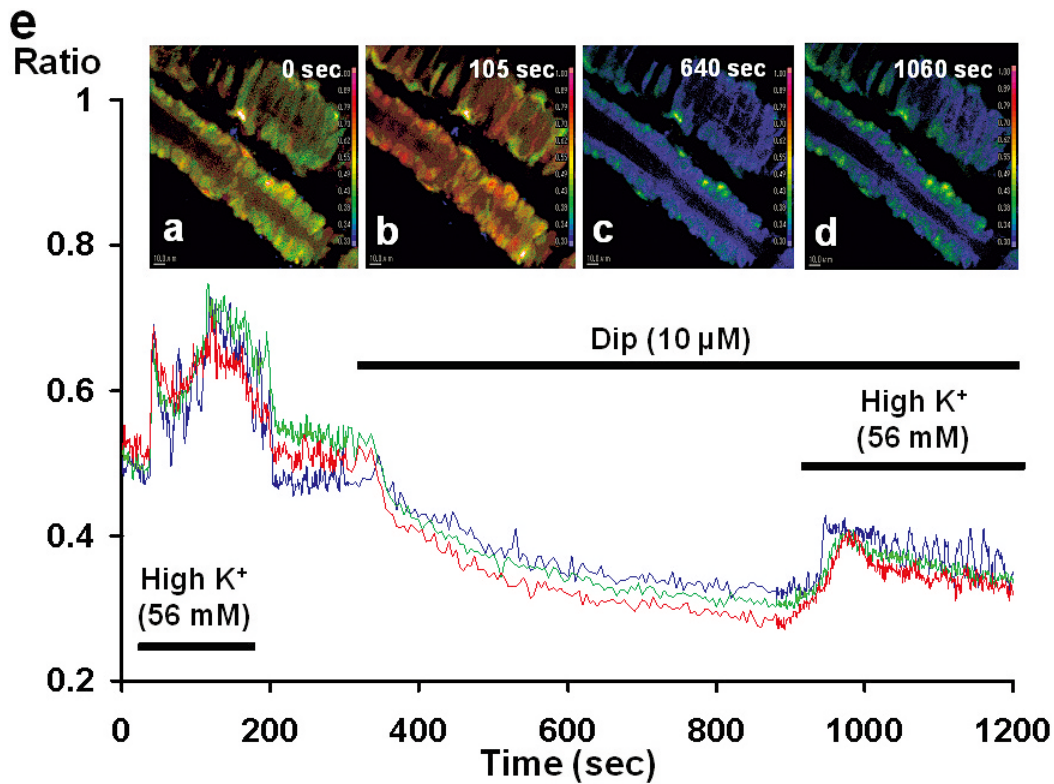 e
Ratio
0 sec
105 sec
640 sec
1060 sec
a
b
c
d
1
0.8
0.6
0.4
0.2
Dip (10 µM)
High K⁺
(56 mM)
High K⁺
(56 mM)
0
200
400
600
800
1000
1200
Time (sec)